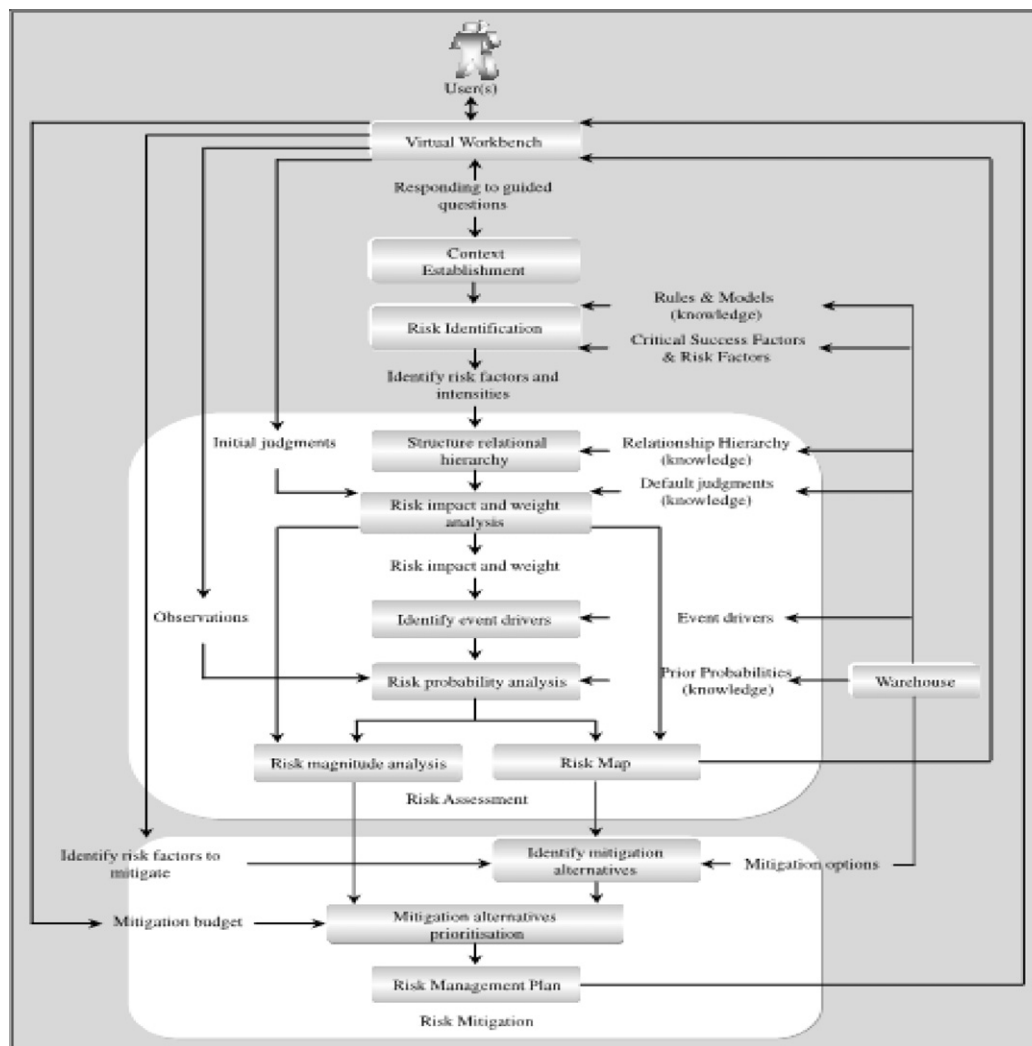 User(s)
Virtual Workbench
Responding to guided
questions
Context
Establishment
Rules & Models
(knowledge)
Risk Identification
Critical Success Factors
& Risk Factors
Identify risk factors and
intensities
Initial judgments
Structure relational
hierarchy
Relationship Hierarchy
(knowledge)
Default judgments
(knowledge)
Risk impact and weight
analysis
Risk impact and weight
Observations
Identify event drivers
Event drivers
Risk probability analysis
Prior Probabilities
(knowledge)
Warehouse
Risk magnitude analysis
Risk Map
Risk Assessment
Identify risk factors to
mitigate
Identify mitigation
alternatives
Mitigation options
Mitigation budget
Mitigation alternatives
prioritisation
Risk Management Plan
Risk Mitigation